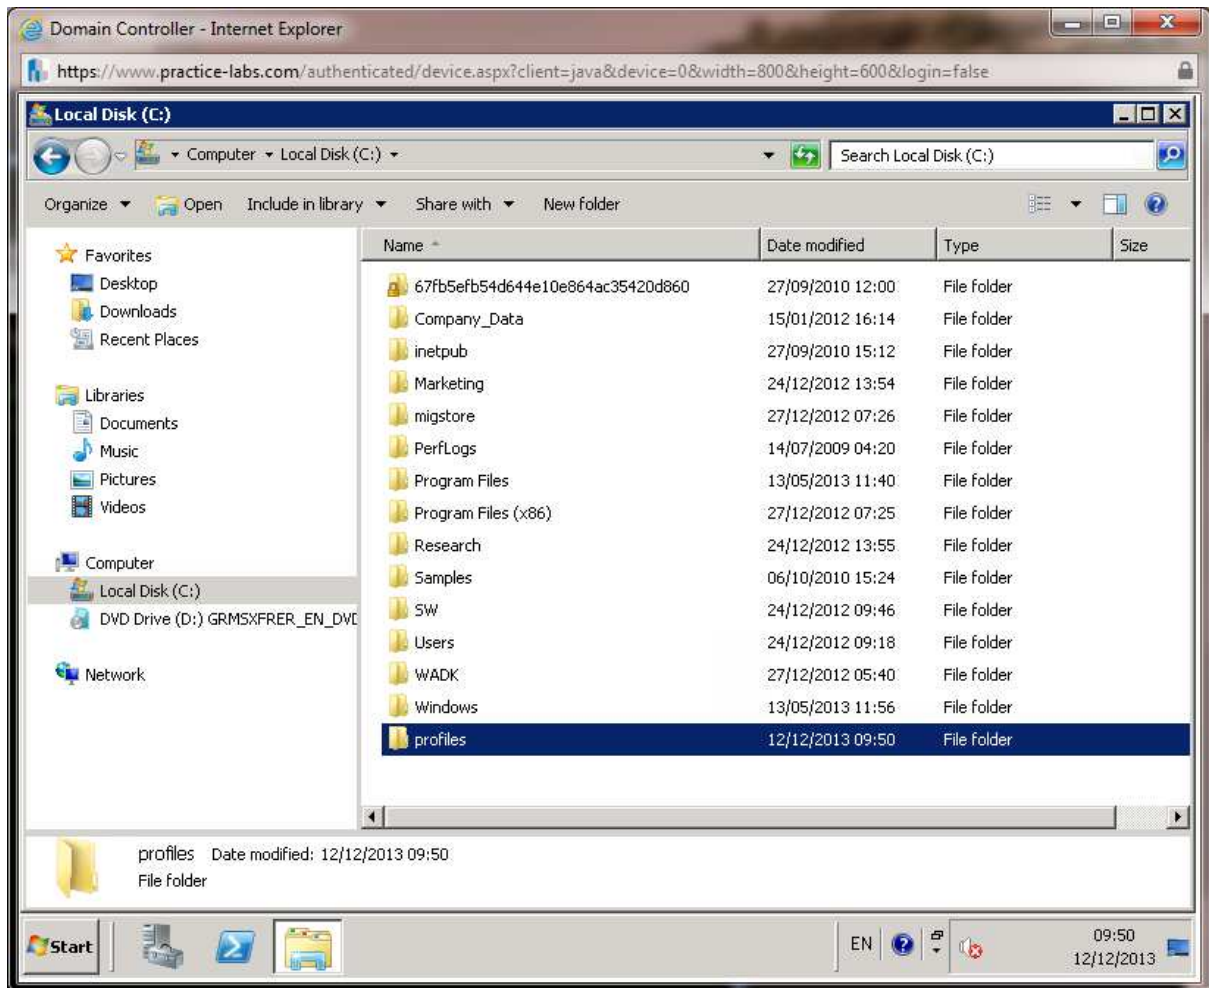 Domain Controller - Internet Explorer
https://www.practice-labs.com/authenticated/device.aspx?client=java&device=0&width=800&height=600&login=false
Local Disk (C:)
Computer Local Disk (C:) Search Local Disk (C:)
Organize Open Include in library Share with New folder
Name Date modified Type Size
Favorites
Desktop
Downloads
Recent Places
Libraries
Documents
Music
Pictures
Videos
Computer
Local Disk (C:)
DVD Drive (D:) GRMSXFRER_EN_DVD
Network
67fb5efb54d644e10e864ac35420d860 27/09/2010 12:00 File folder
Company_Data 15/01/2012 16:14 File folder
inetpub 27/09/2010 15:12 File folder
Marketing 24/12/2012 13:54 File folder
migstore 27/12/2012 07:26 File folder
PerfLogs 14/07/2009 04:20 File folder
Program Files 13/05/2013 11:40 File folder
Program Files (x86) 27/12/2012 07:25 File folder
Research 24/12/2012 13:55 File folder
Samples 06/10/2010 15:24 File folder
SW 24/12/2012 09:46 File folder
Users 24/12/2012 09:18 File folder
WADK 27/12/2012 05:40 File folder
Windows 13/05/2013 11:56 File folder
profiles 12/12/2013 09:50 File folder
profiles Date modified: 12/12/2013 09:50
File folder
Start EN 09:50
12/12/2013